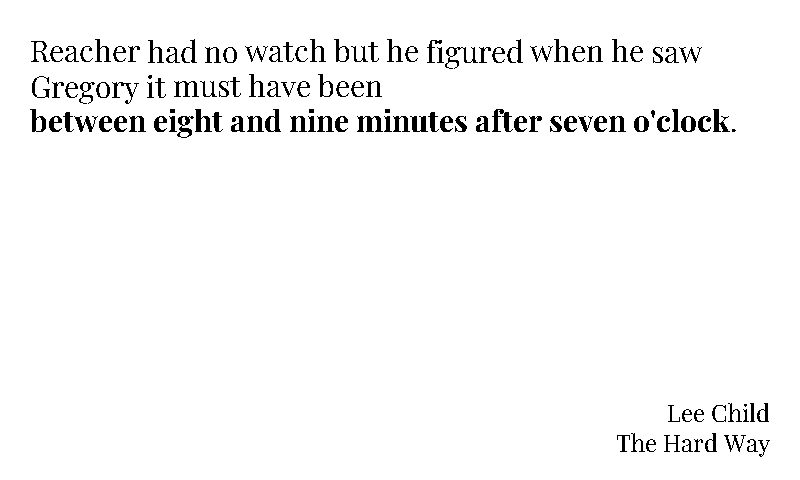 Reacher had no watch but he figured when he saw
Gregory it must have been
between eight and nine minutes after seven o'clock.
Lee Child
The Hard Way